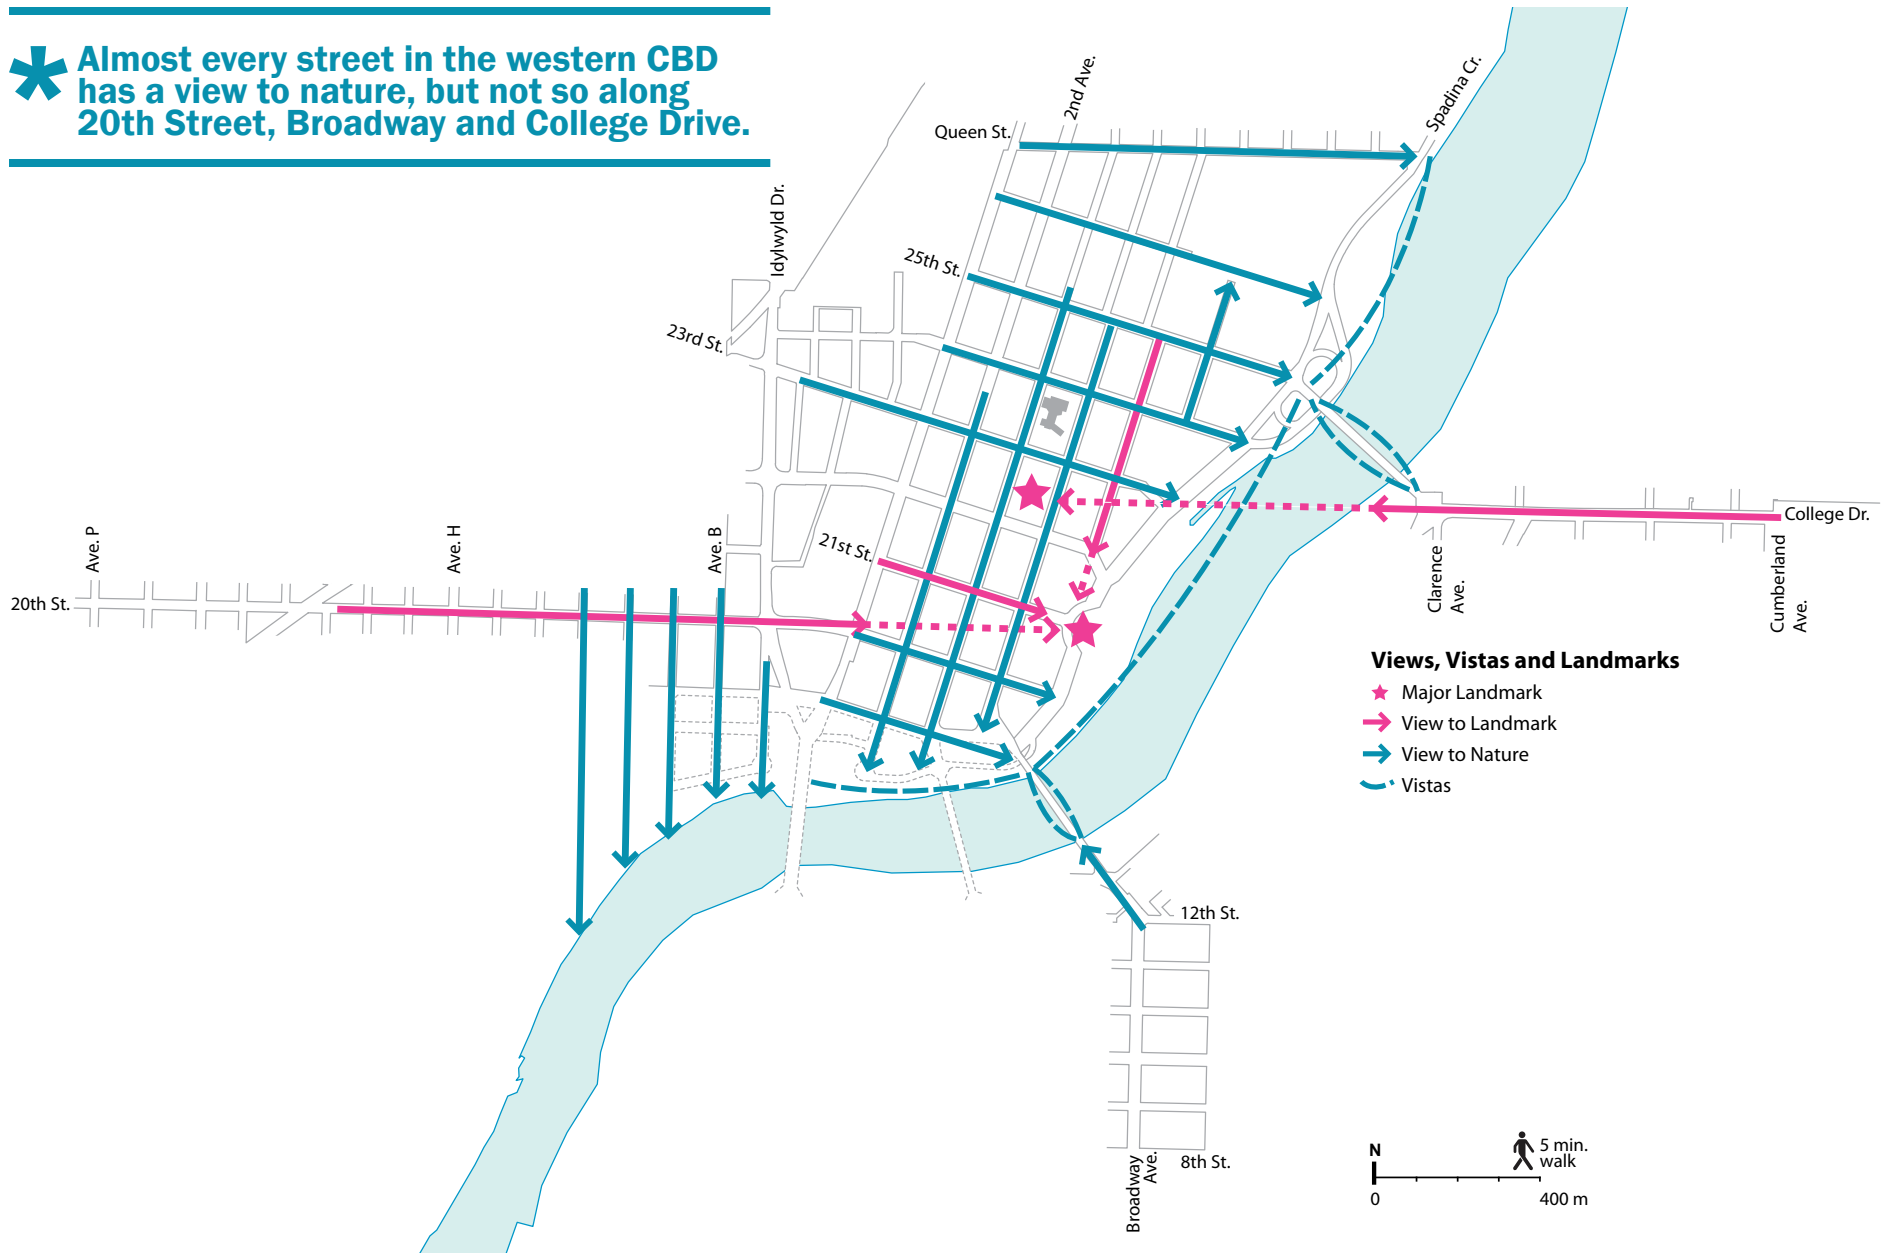 * Almost every street in the western CBD
has a view to nature, but not so along
20th Street, Broadway and College Drive.
2nd Ave.
Spadina Cr.
Queen St.
Idylwyld Dr.
25th St.
23rd St.
21st St.
Ave. P
Ave. H
Ave. B
20th St.
College Dr.
Clarence
Ave.
Cumberland
Ave.
Views, Vistas and Landmarks
Major Landmark
View to Landmark
View to Nature
Vistas
12th St.
8th St.
Broadway
Ave.
N
5 min.
walk
0
400 m